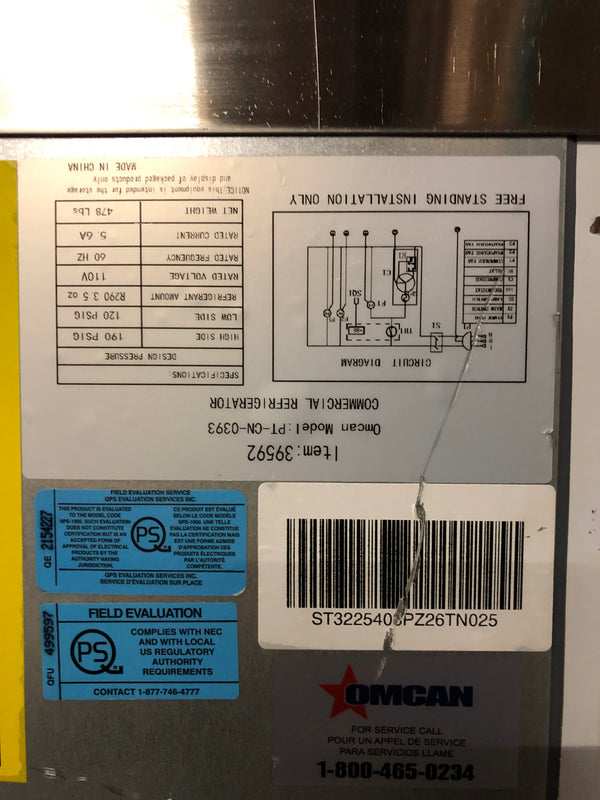 Item:39592
Omcan Model:PT-CN-0393
COMMERCIAL REFRIGERATOR
CIRCUIT DIAGRAM
S1
TH1
SQ1
F1
C1
FREE STANDING INSTALLATION ONLY
SPECIFICATIONS:
DESIGN PRESSURE
HIGH SIDE 190 PSIG
LOW SIDE 120 PSIG
REFRIGERANT AMOUNT R290 3.5 oz
RATED VOLTAGE 110V
RATED FREQUENCY 60 HZ
RATED CURRENT 5.6A
NET WEIGHT 478 Lbs
NOTICE:This equipment is intended for the storage
and display of packaged products only
MADE IN CHINA
FIELD EVALUATION SERVICE
QPS EVALUATION SERVICES INC.
THIS PRODUCT IS EVALUATED
TO THE MODEL CODE
SPE-1000. SUCH EVALUATION
DOES NOT CONSTITUTE
CERTIFICATION BUT IS AN
ACCEPTED FORM OF
APPROVAL OF ELECTRICAL
PRODUCTS BY THE
AUTHORITY HAVING
JURISDICTION.
QPS
CE PRODUIT EST ÉVALUÉ
SELON LE CODE-MODÈLE
SPE-1000. UNE TELLE
ÉVALUATION NE CONSTITUE
PAS LA CERTIFICATION MAIS
EST UNE FORMES ADMISE
D'APPROBATION DES
PRODUITS ÉLECTRIQUES
PAR L'AUTORITÉ
COMPÉTENTE.
QPS EVALUATION SERVICES INC.
SERVICE D'ÉVALUATION SUR PLACE
QE 2154227
FIELD EVALUATION
QPS
COMPLIES WITH NEC
AND WITH LOCAL
US REGULATORY
AUTHORITY
REQUIREMENTS
CONTACT 1-877-746-4777
QFU 499597
ST3225403PZ26TN025
OMCAN
FOR SERVICE CALL
POUR UN APPEL DE SERVICE
PARA SERVICIOS LLAME
1-800-465-0234